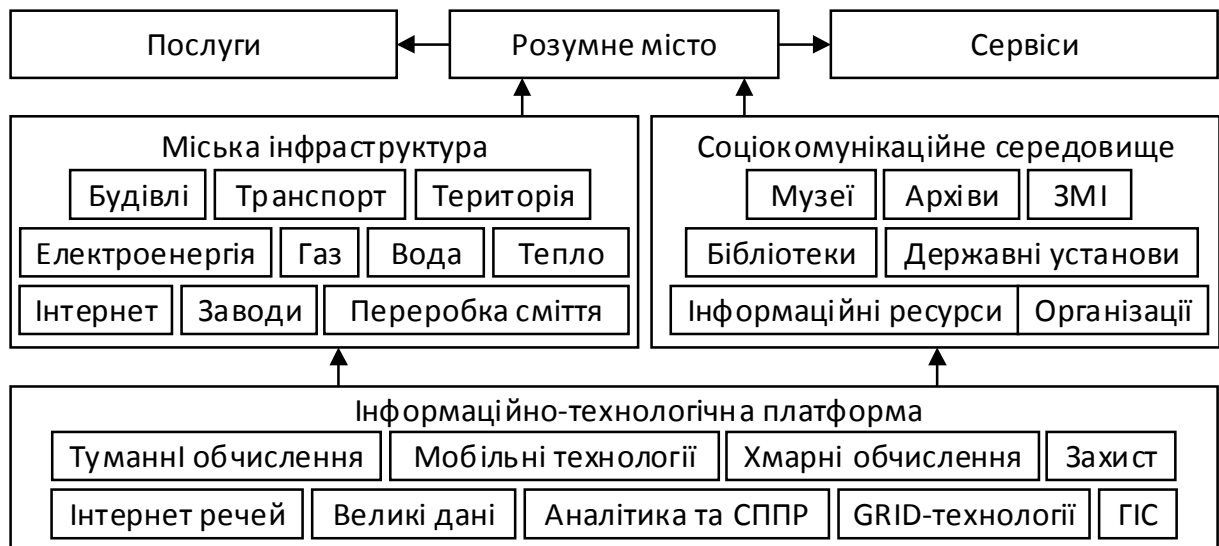 Послуги Розумне місто Сервіси
Міська інфраструктура
Будівлі Транспорт Територія
Електроенергія Газ Вода Тепло
Інтернет Заводи Переробка сміття
Соціокомунікаційне середовище
Музеї Архіви ЗМІ
Бібліотеки Державні установи
Інформаційні ресурси Організації
Інформаційно-технологічна платформа
ТуманнІ обчислення Мобільні технології Хмарні обчислення Захист
Інтернет речей Великі дані Аналітика та СППР GRID-технології ГІС